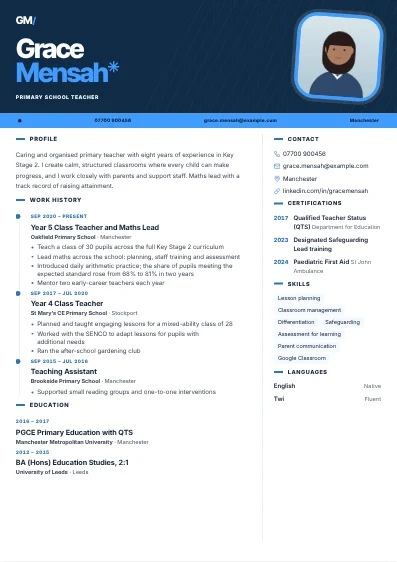 GM/
Grace
Mensah*
PRIMARY SCHOOL TEACHER
07700 900458 grace.mensah@example.com Manchester
PROFILE
Caring and organised primary teacher with eight years of experience in Key
Stage 2. I create calm, structured classrooms where every child can make
progress, and I work closely with parents and support staff. Maths lead with a
track record of raising attainment.
WORK HISTORY
SEP 2020 – PRESENT
Year 5 Class Teacher and Maths Lead
Oakfield Primary School · Manchester
• Teach a class of 30 pupils across the full Key Stage 2 curriculum
• Lead maths across the school: planning, staff training and assessment
• Introduced daily arithmetic practice; the share of pupils meeting the
expected standard rose from 68% to 81% in two years
• Mentor two early-career teachers each year
SEP 2017 – JUL 2020
Year 4 Class Teacher
St Mary's CE Primary School · Stockport
• Planned and taught engaging lessons for a mixed-ability class of 28
• Worked with the SENCO to adapt lessons for pupils with
additional needs
• Ran the after-school gardening club
SEP 2015 – JUL 2016
Teaching Assistant
Brookside Primary School · Manchester
• Supported small reading groups and one-to-one interventions
EDUCATION
2016 – 2017
PGCE Primary Education with QTS
Manchester Metropolitan University · Manchester
2012 – 2015
BA (Hons) Education Studies, 2:1
University of Leeds · Leeds
CONTACT
07700 900458
grace.mensah@example.com
Manchester
linkedin.com/in/gracemensah
CERTIFICATIONS
2017 Qualified Teacher Status
(QTS) Department for Education
2023 Designated Safeguarding
Lead training
2024 Paediatric First Aid St John
Ambulance
SKILLS
Lesson planning
Classroom management
Differentiation Safeguarding
Assessment for learning
Parent communication
Google Classroom
LANGUAGES
English Native
Twi Fluent